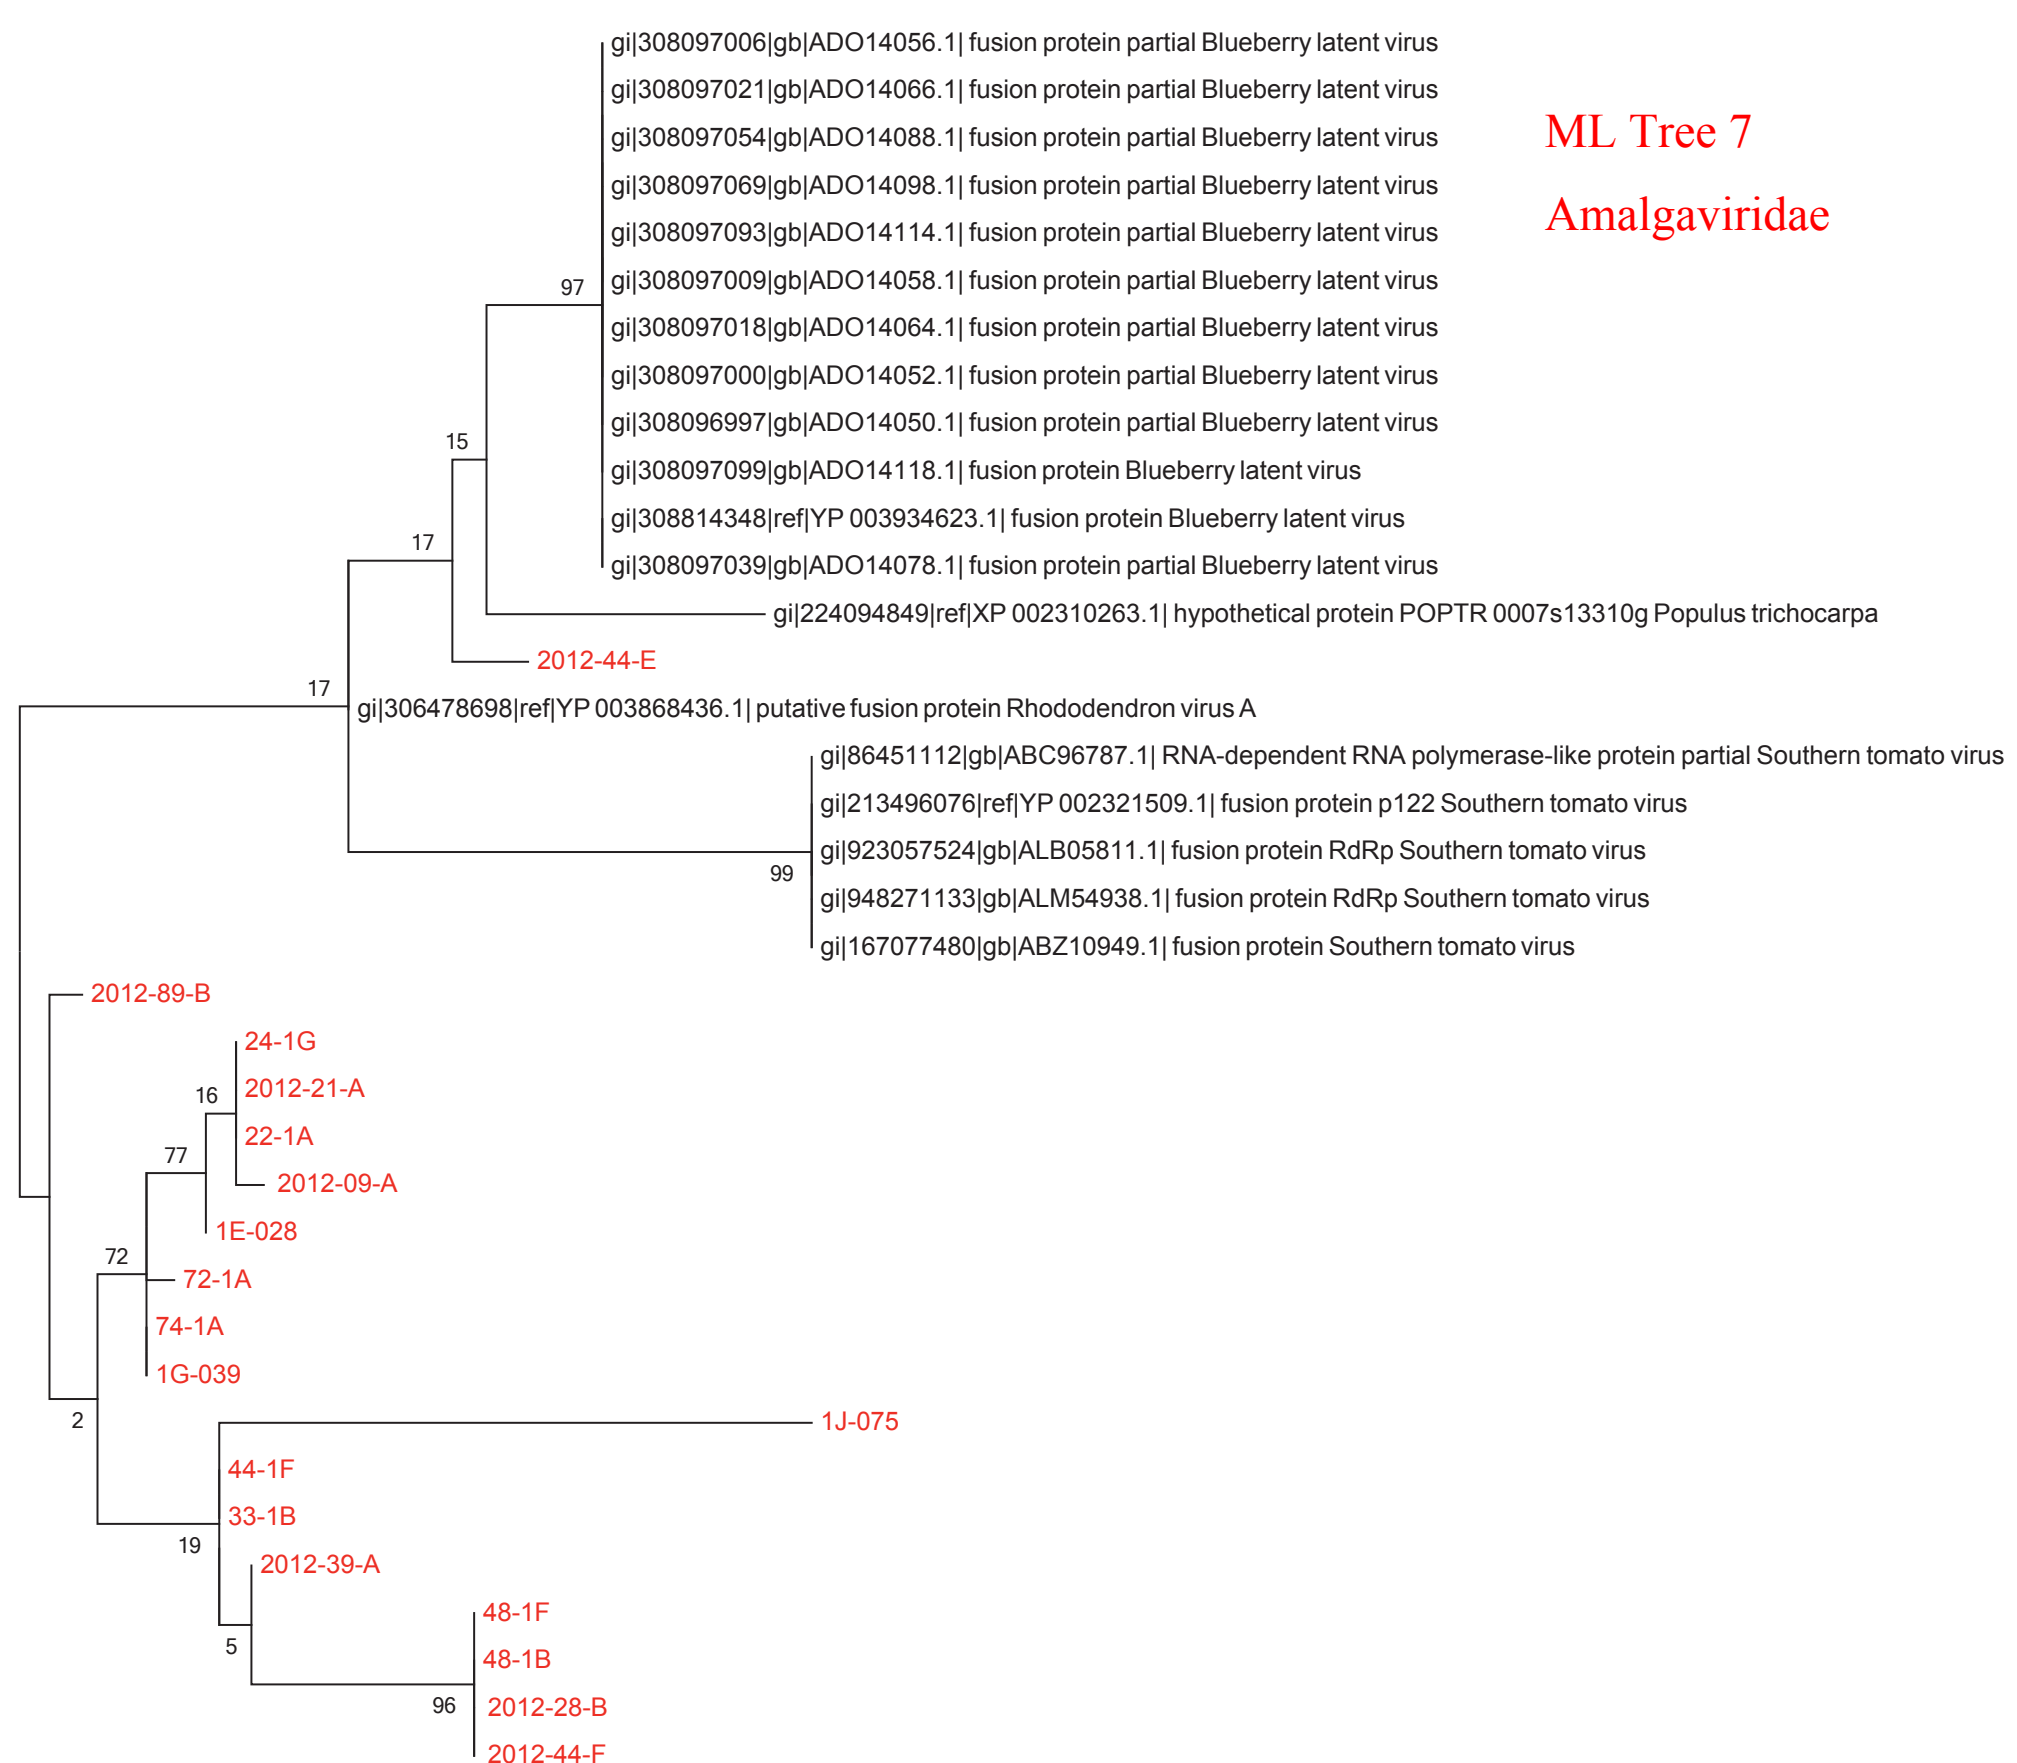 gi|308097006|gb|ADO14056.1| fusion protein partial Blueberry latent virus
gi|308097021|gb|ADO14066.1| fusion protein partial Blueberry latent virus
ML Tree 7
gi|308097054|gb|ADO14088.1| fusion protein partial Blueberry latent virus
gi|308097069|gb|ADO14098.1| fusion protein partial Blueberry latent virus
Amalgaviridae
gi|308097093|gb|ADO14114.1| fusion protein partial Blueberry latent virus
gi|308097009|gb|ADO14058.1| fusion protein partial Blueberry latent virus
97
gi|308097018|gb|ADO14064.1| fusion protein partial Blueberry latent virus
gi|308097000|gb|ADO14052.1| fusion protein partial Blueberry latent virus
gi|308096997|gb|ADO14050.1| fusion protein partial Blueberry latent virus
15
gi|308097099|gb|ADO14118.1| fusion protein Blueberry latent virus
gi|308814348|ref|YP 003934623.1| fusion protein Blueberry latent virus
17
gi|308097039|gb|ADO14078.1| fusion protein partial Blueberry latent virus
gi|224094849|ref|XP 002310263.1| hypothetical protein POPTR 0007s13310g Populus trichocarpa
2012-44-E
17
gi|306478698|ref|YP 003868436.1| putative fusion protein Rhododendron virus A
gi|86451112|gb|ABC96787.1| RNA-dependent RNA polymerase-like protein partial Southern tomato virus
gi|213496076|ref|YP 002321509.1| fusion protein p122 Southern tomato virus
gi|923057524|gb|ALB05811.1| fusion protein RdRp Southern tomato virus
99
gi|948271133|gb|ALM54938.1| fusion protein RdRp Southern tomato virus
gi|167077480|gb|ABZ10949.1| fusion protein Southern tomato virus
2012-89-B
24-1G
2012-21-A
16
22-1A
77
2012-09-A
1E-028
72
72-1A
74-1A
1G-039
2
1J-075
44-1F
33-1B
19
2012-39-A
48-1F
5
48-1B
96
2012-28-B
2012-44-F